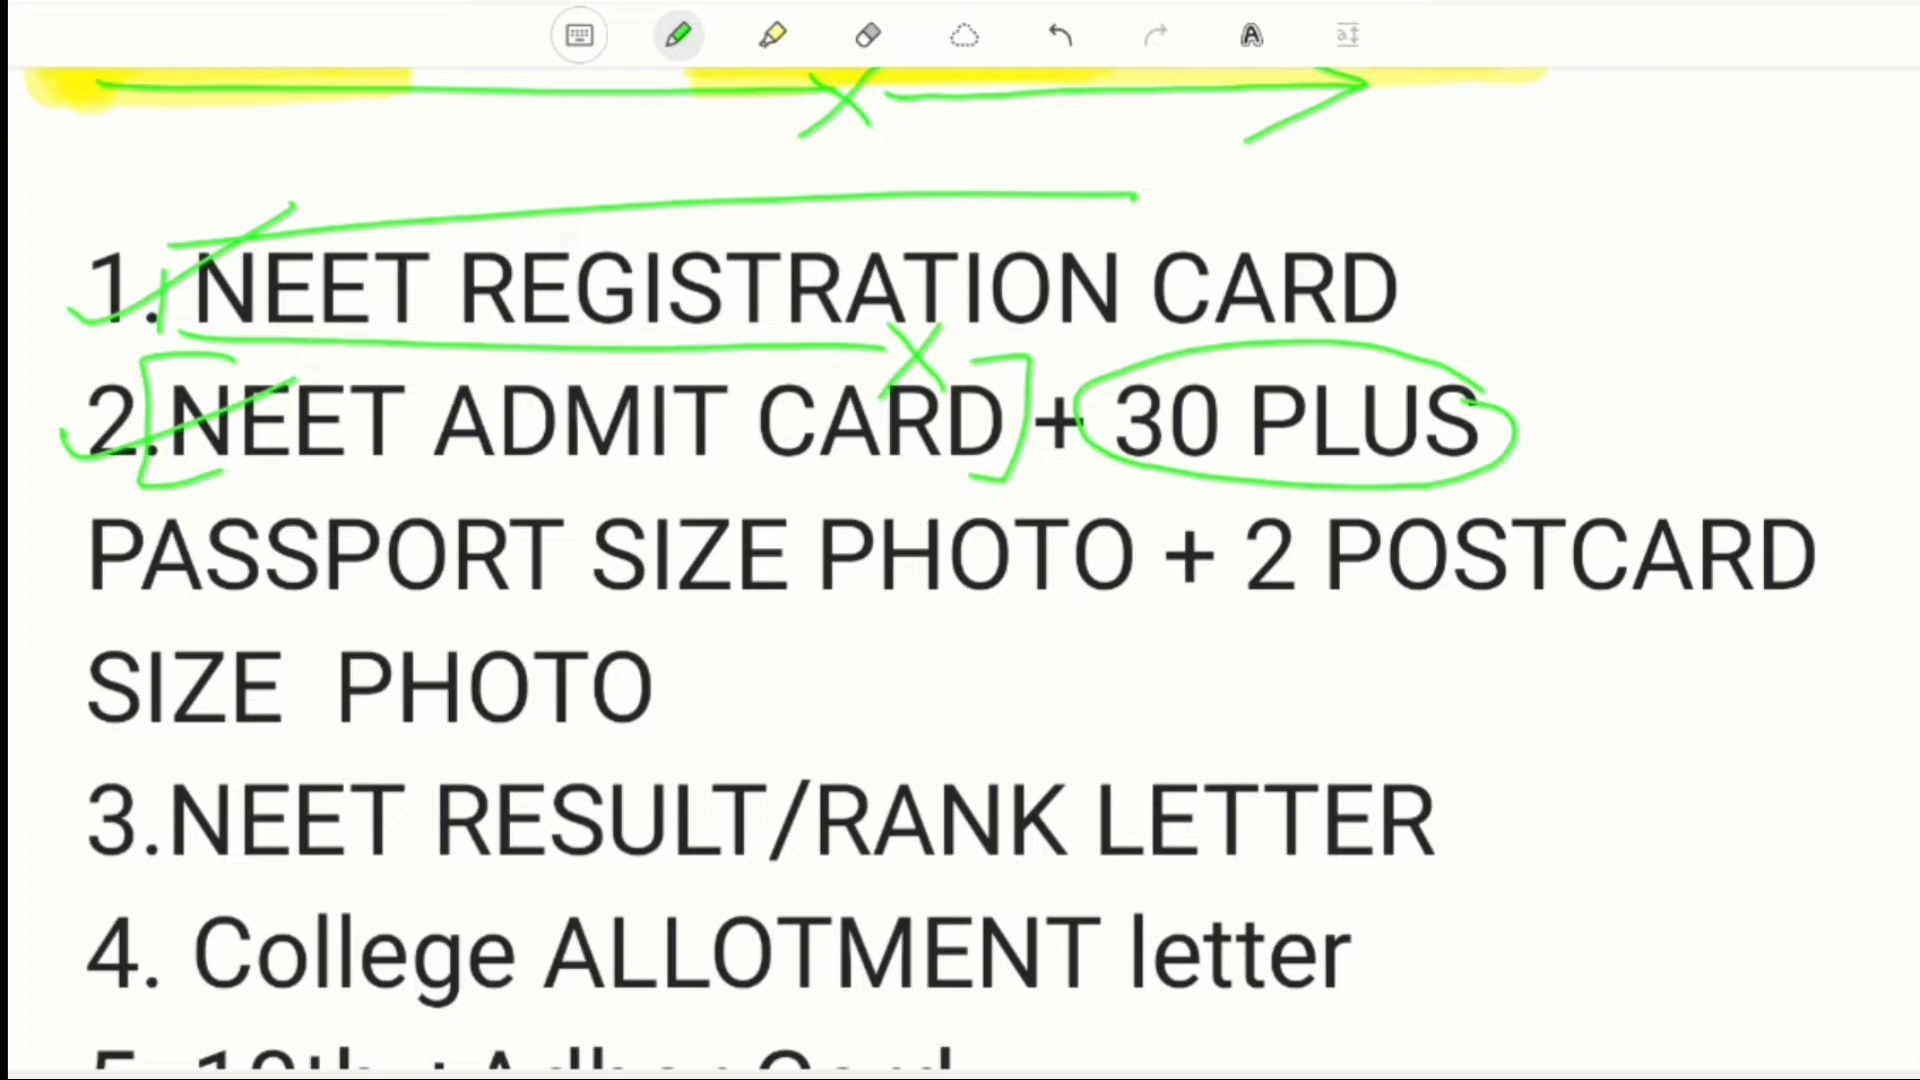 1. NEET REGISTRATION CARD
2.NEET ADMIT CARD + 30 PLUS
PASSPORT SIZE PHOTO + 2 POSTCARD
SIZE PHOTO
3.NEET RESULT/RANK LETTER
4. College ALLOTMENT letter